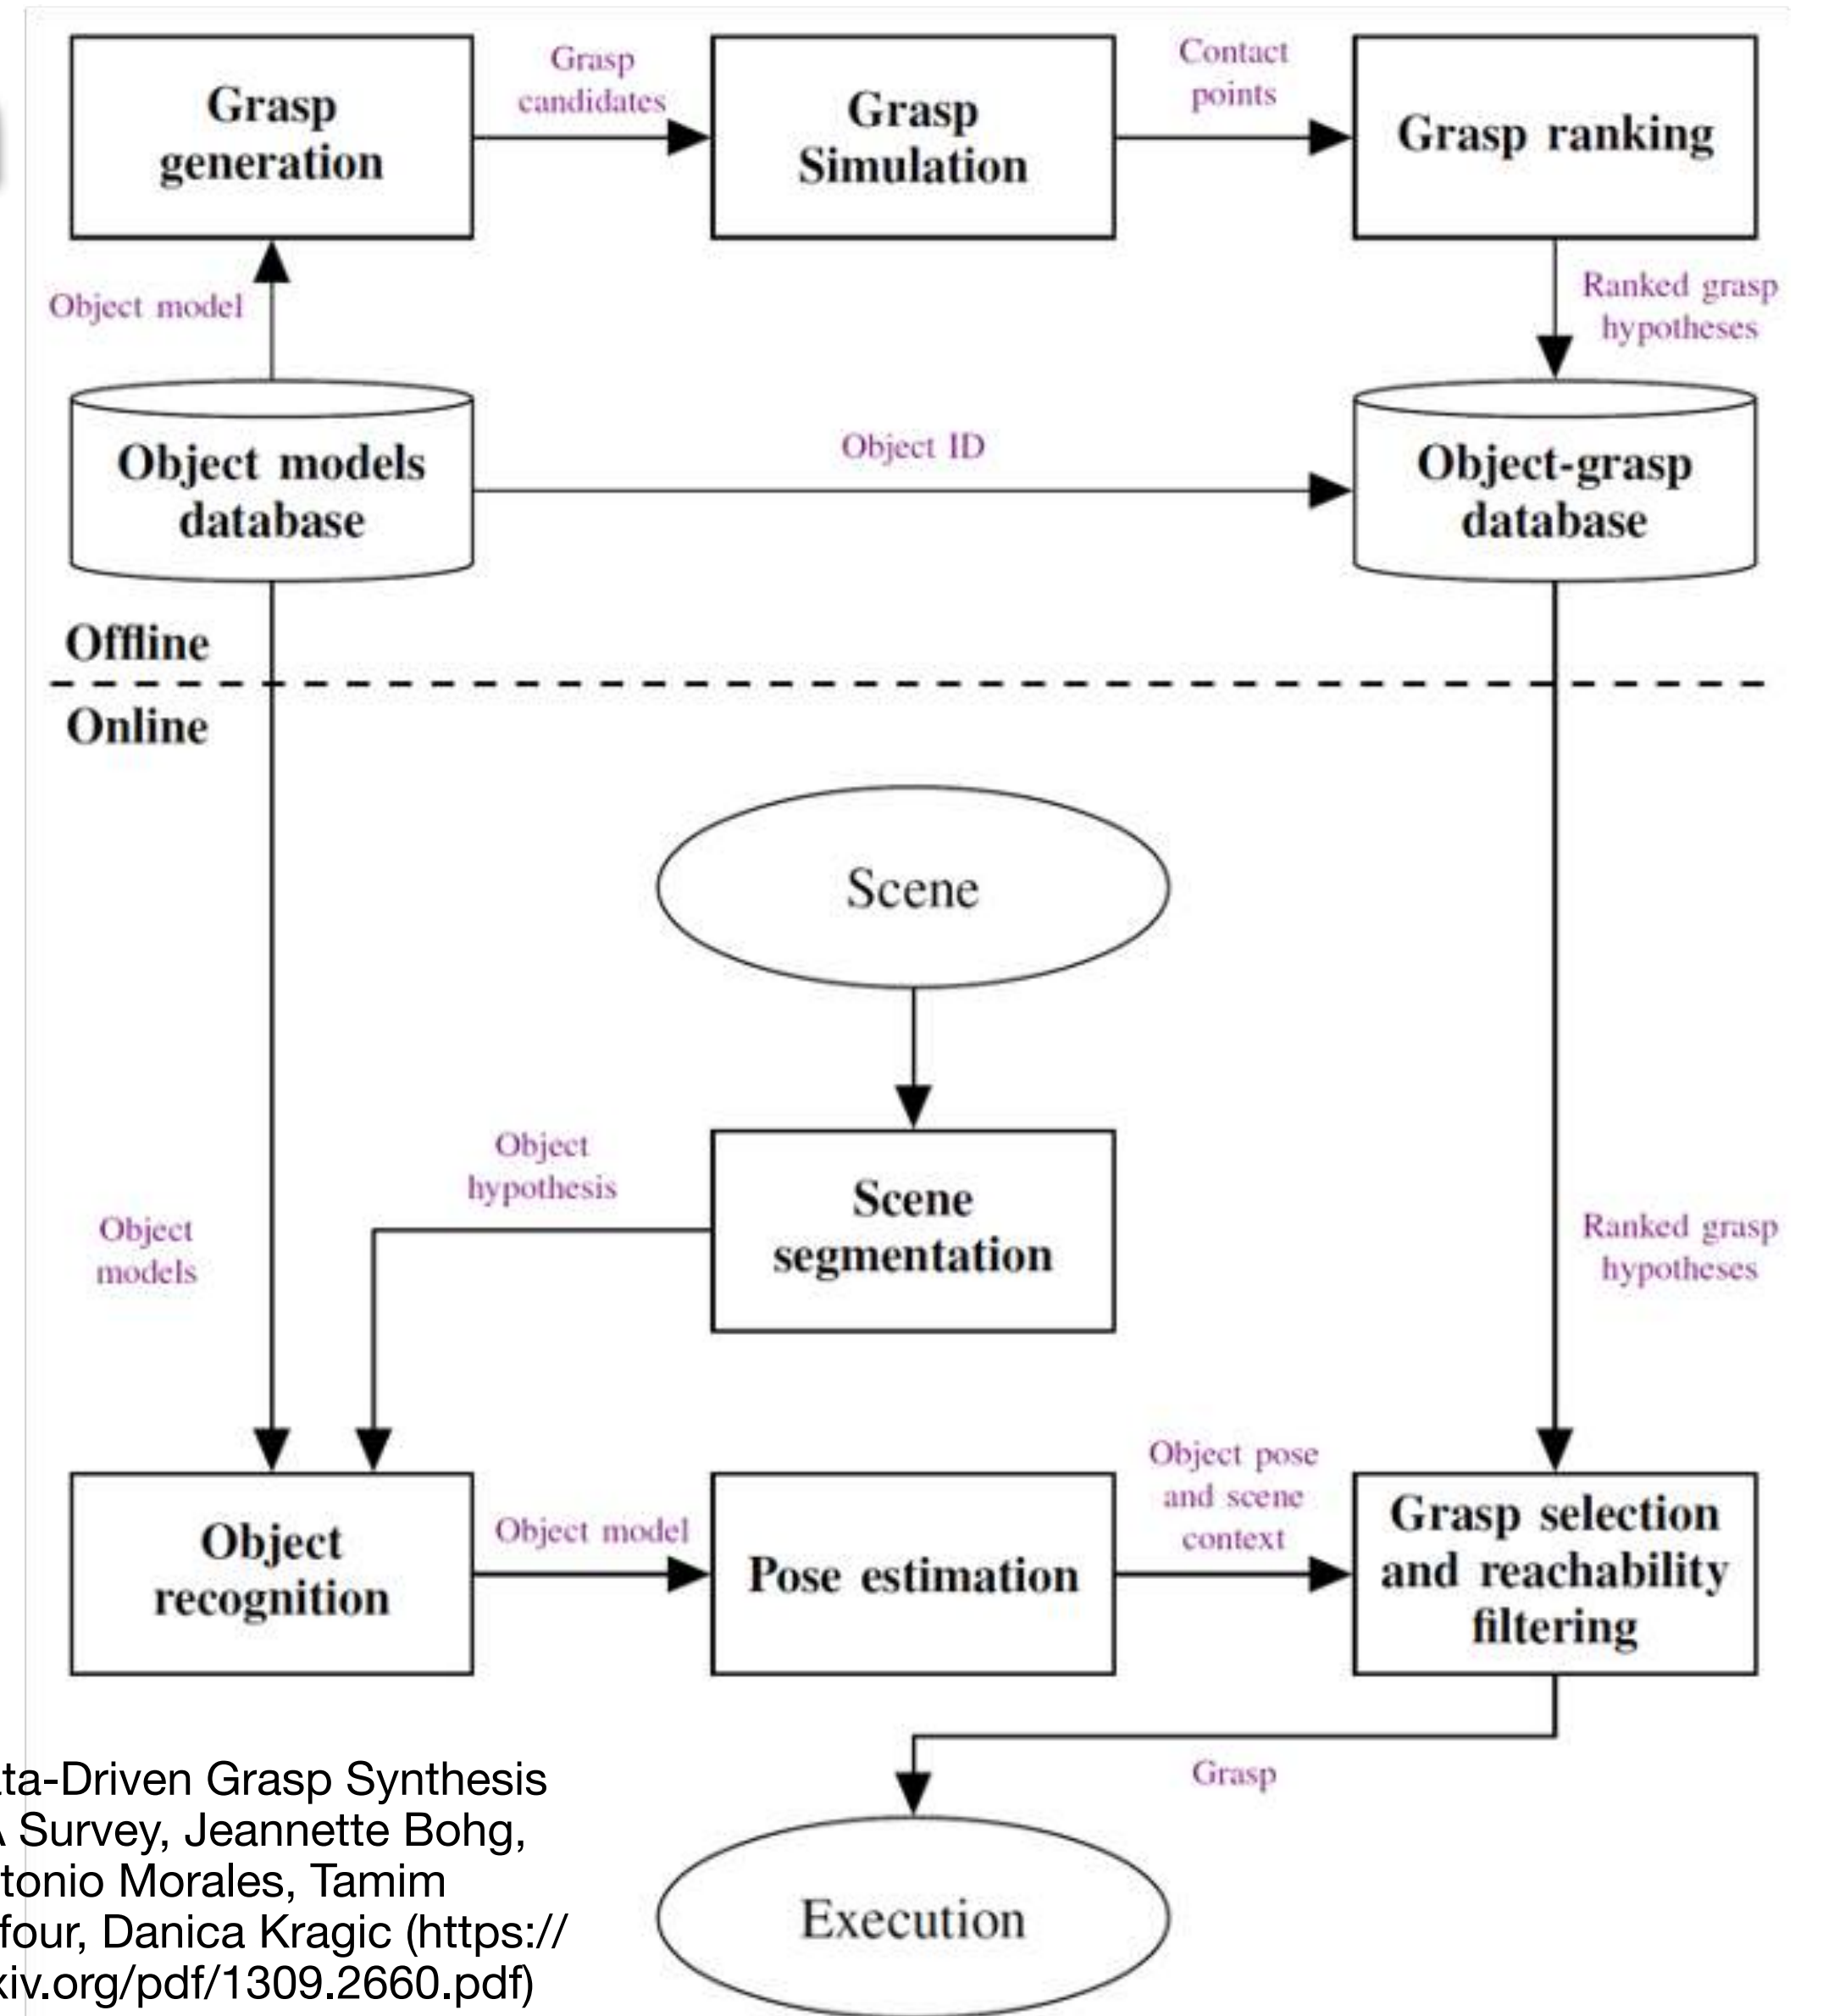 Grasp
generation
Grasp
candidates
Grasp
Simulation
Contact
points
Grasp ranking
Object model
Ranked grasp
hypotheses
Object models
database
Object ID
Object-grasp
database
Offline
Online
Scene
Object
hypothesis
Scene
segmentation
Object
models
Ranked grasp
hypotheses
Object
recognition
Object model
Pose estimation
Object pose
and scene
context
Grasp selection
and reachability
filtering
Grasp
Execution
ta-Driven Grasp Synthesis
A Survey, Jeannette Bohg,
tonio Morales, Tamim
four, Danica Kragic (https://
xiv.org/pdf/1309.2660.pdf)